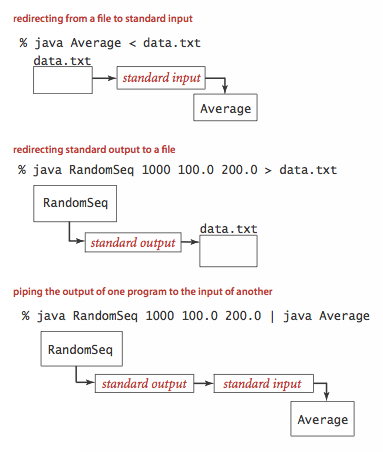 redirecting from a file to standard input
% java Average < data.txt
data.txt
standard input
Average
redirecting standard output to a file
% java RandomSeq 1000 100.0 200.0 > data.txt
RandomSeq
data.txt
standard output
piping the output of one program to the input of another
% java RandomSeq 1000 100.0 200.0 | java Average
RandomSeq
standard output
standard input
Average